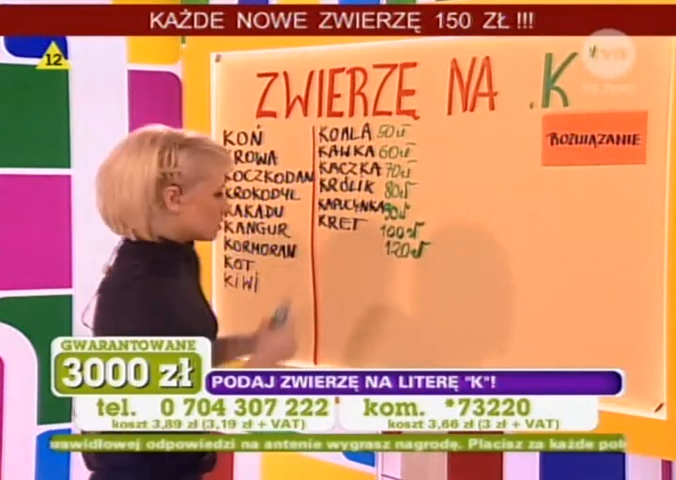 KAŻDE NOWE ZWIERZĘ 150 ZŁ !!!
12
ZWIERZĘ NA .K
ROZWIĄZANIE
KOŃ
KROWA
KOCZKODAN
KROKODYL
KAKADU
KANGUR
KORMORAN
KOT
KIWI
KOALA 50zł
KAWKA 60zł
KACZKA 70zł
KRÓLIK 80zł
KAPUCYNKA 90zł
KRET 100zł
120zł
GWARANTOWANE
3000 zł
PODAJ ZWIERZĘ NA LITERĘ "K"!
tel. 0 704 307 222
koszt 3,89 zł (3,19 zł + VAT)
kom. *73220
koszt 3,66 zł (3 zł + VAT)
prawidłowej odpowiedzi na antenie wygrasz nagrodę. Płacisz za każde poł